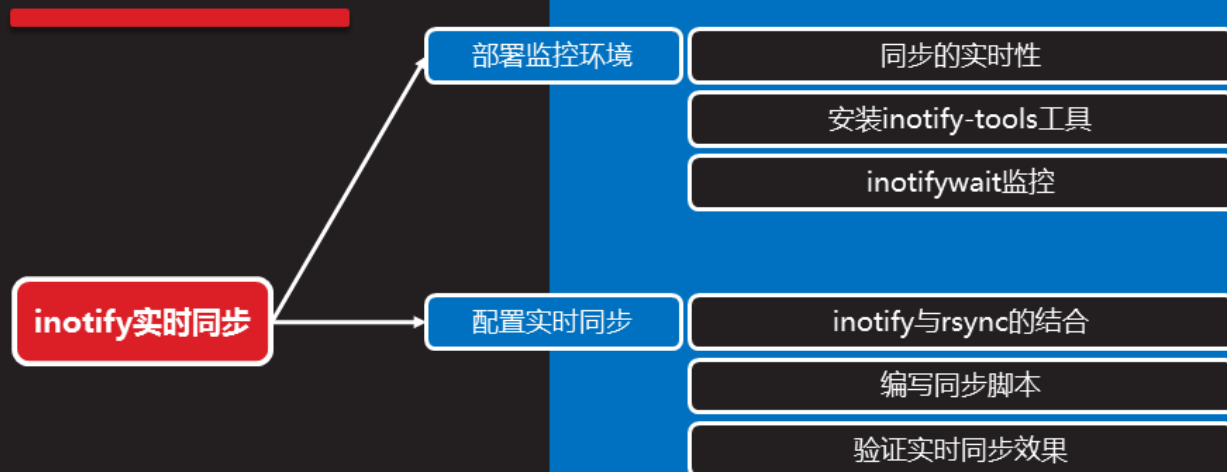 inotify实时同步
部署监控环境
同步的实时性
安装inotify-tools工具
inotifywait监控
配置实时同步
inotify与rsync的结合
编写同步脚本
验证实时同步效果